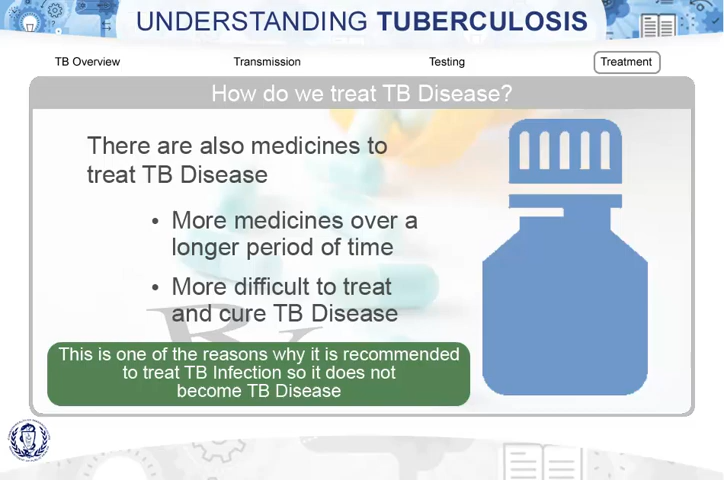 UNDERSTANDING TUBERCULOSIS
TB Overview
Transmission
Testing
Treatment
How do we treat TB Disease?
There are also medicines to
treat TB Disease
• More medicines over a
longer period of time
• More difficult to treat
and cure TB Disease
This is one of the reasons why it is recommended
to treat TB Infection so it does not
become TB Disease